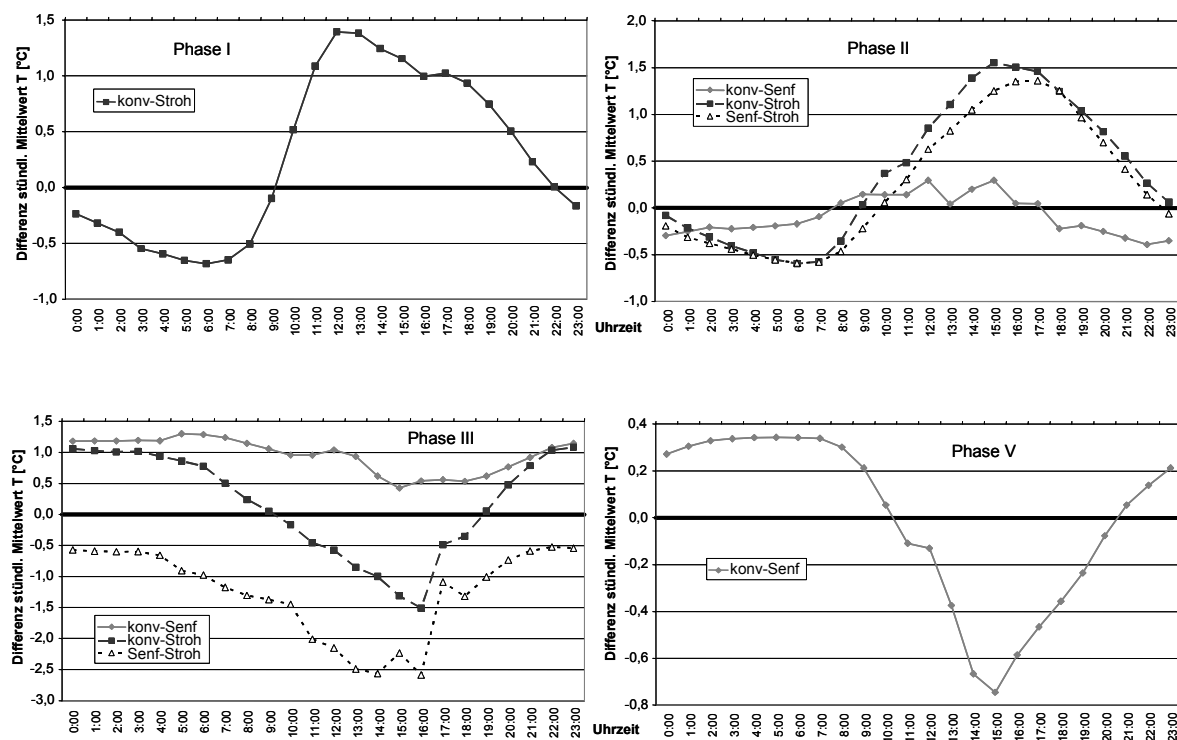 Differenz stündl. Mittelwert T [°C]
1,5
1,0
0,5
0,0
-0,5
-1,0
Phase I
konv-Stroh
0:00 1:00 2:00 3:00 4:00 5:00 6:00 7:00 8:00 9:00 10:00 11:00 12:00 13:00 14:00 15:00 16:00 17:00 18:00 19:00 20:00 21:00 22:00 23:00
Uhrzeit
Differenz stündl. Mittelwert T [°C]
2,0
1,5
1,0
0,5
0,0
-0,5
-1,0
Phase II
konv-Senf
konv-Stroh
Senf-Stroh
0:00 1:00 2:00 3:00 4:00 5:00 6:00 7:00 8:00 9:00 10:00 11:00 12:00 13:00 14:00 15:00 16:00 17:00 18:00 19:00 20:00 21:00 22:00 23:00
Differenz stündl. Mittelwert T [°C]
1,5
1,0
0,5
0,0
-0,5
-1,0
-1,5
-2,0
-2,5
-3,0
Phase III
konv-Senf
konv-Stroh
Senf-Stroh
0:00 1:00 2:00 3:00 4:00 5:00 6:00 7:00 8:00 9:00 10:00 11:00 12:00 13:00 14:00 15:00 16:00 17:00 18:00 19:00 20:00 21:00 22:00 23:00
Uhrzeit
Differenz stündl. Mittelwert T [°C]
0,4
0,2
0,0
-0,2
-0,4
-0,6
-0,8
Phase V
konv-Senf
0:00 1:00 2:00 3:00 4:00 5:00 6:00 7:00 8:00 9:00 10:00 11:00 12:00 13:00 14:00 15:00 16:00 17:00 18:00 19:00 20:00 21:00 22:00 23:00